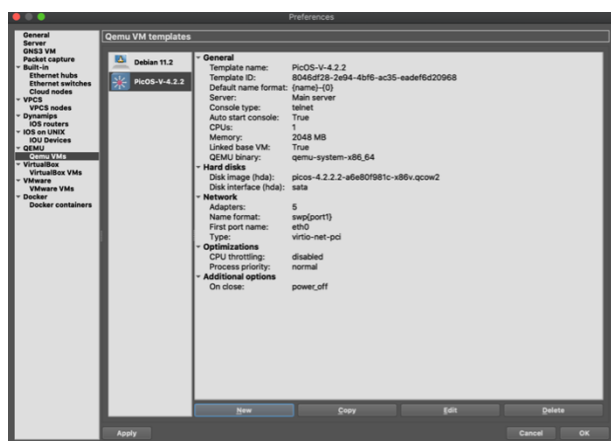 Preferences
General
Server
GNS3 VM
Packet capture
Built-in
Ethernet hubs
Ethernet switches
Cloud nodes
VPCS
VPCS nodes
Dynamips
IOS routers
IOS on UNIX
IOU Devices
QEMU
Qemu VMs
VirtualBox
VirtualBox VMs
VMware
VMware VMs
Docker
Docker containers
Qemu VM templates
Debian 11.2
PicOS-V-4.2.2
General
Template name: PicOS-V-4.2.2
Template ID: 8046df28-2e94-4bf6-ac35-eadef6d20968
Default name format: {name}-{0}
Server: Main server
Console type: telnet
Auto start console: True
CPUs: 1
Memory: 2048 MB
Linked base VM: True
QEMU binary: qemu-system-x86_64
Hard disks
Disk image (hda): picos-4.2.2.2-a6e80f981c-x86v.qcow2
Disk interface (hda): sata
Network
Adapters: 5
Name format: swp{port1}
First port name: eth0
Type: virtio-net-pci
Optimizations
CPU throttling: disabled
Process priority: normal
Additional options
On close: power_off
New Copy Edit Delete
Apply Cancel OK